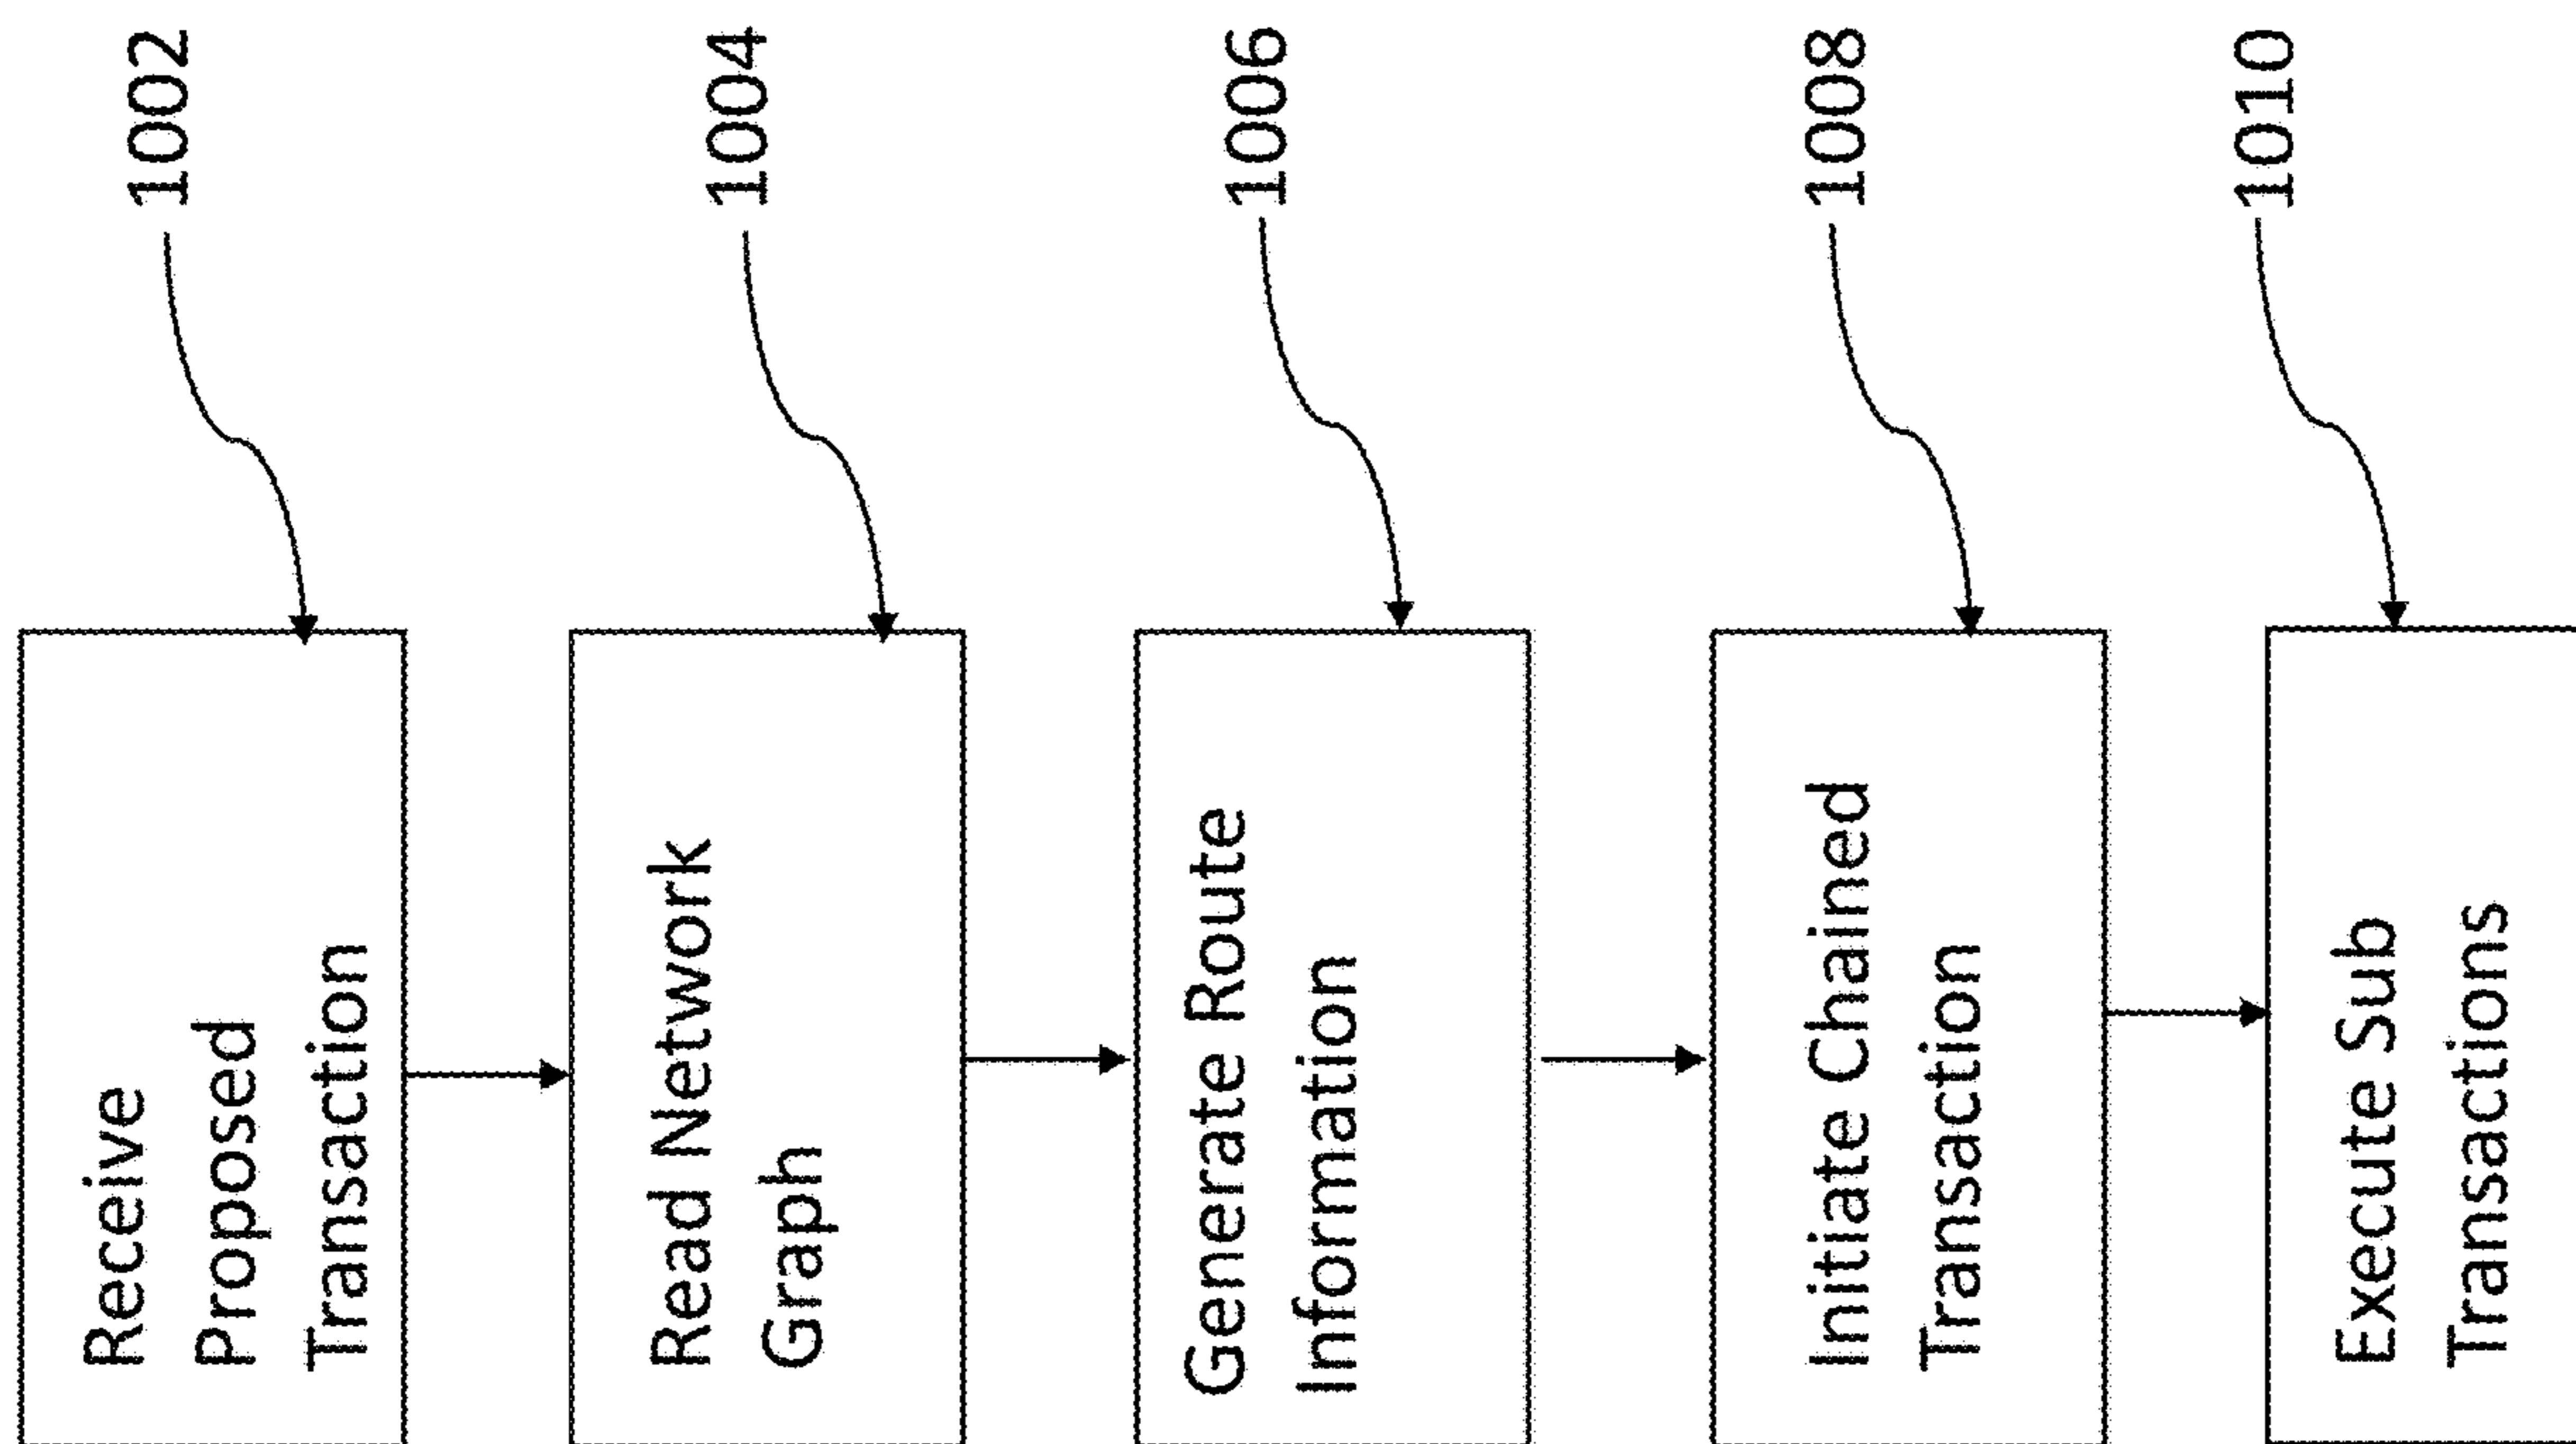 1002
Receive
Proposed
Transaction
1004
Read Network
Graph
1006
Generate Route
Information
1008
Initiate Chained
Transaction
1010
Execute Sub
Transactions